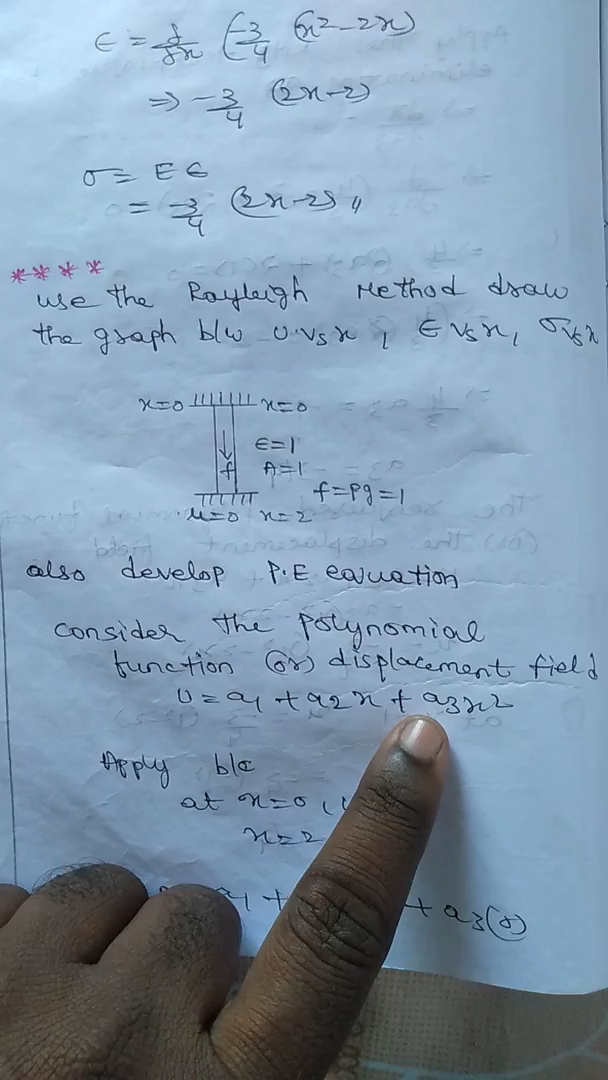 ϵ = δ/δx (-3/4 (x²-2x)
⇒ -3/4 (2x-2)
σ = E ϵ
= -3/4 (2x-2) 〃
****
use the Rayleigh Method draw
the graph b/w U vs x, ϵ vs x, σ vs x
x=0 x=0
E=1
f A=1
f=ρg=1
u=0 x=2
also develop P.E equation
consider the polynomial
function (or) displacement field
U = a1 + a2x + a3x2
Apply b/c
at x=0,
x=2
a1 + + a3(0)